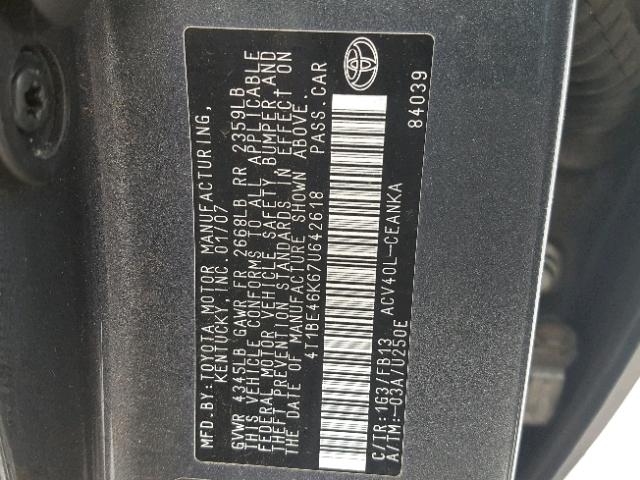 MFD.BY:TOYOTA MOTOR MANUFACTURING,
KENTUCKY, INC 01/07
GVWR 4345LB GAWR FR 2668LB RR 2359LB
THIS VEHICLE CONFORMS TO ALL APPLICABLE
FEDERAL MOTOR VEHICLE SAFETY, BUMPER AND
THEFT PREVENTION STANDARDS IN EFFECT ON
THE DATE OF MANUFACTURE SHOWN ABOVE.
4T1BE46K67U642618 PASS.CAR
C/TR:1G3/FB13 ACV40L-CEANKA
A/TM:-03A/U250E 84039